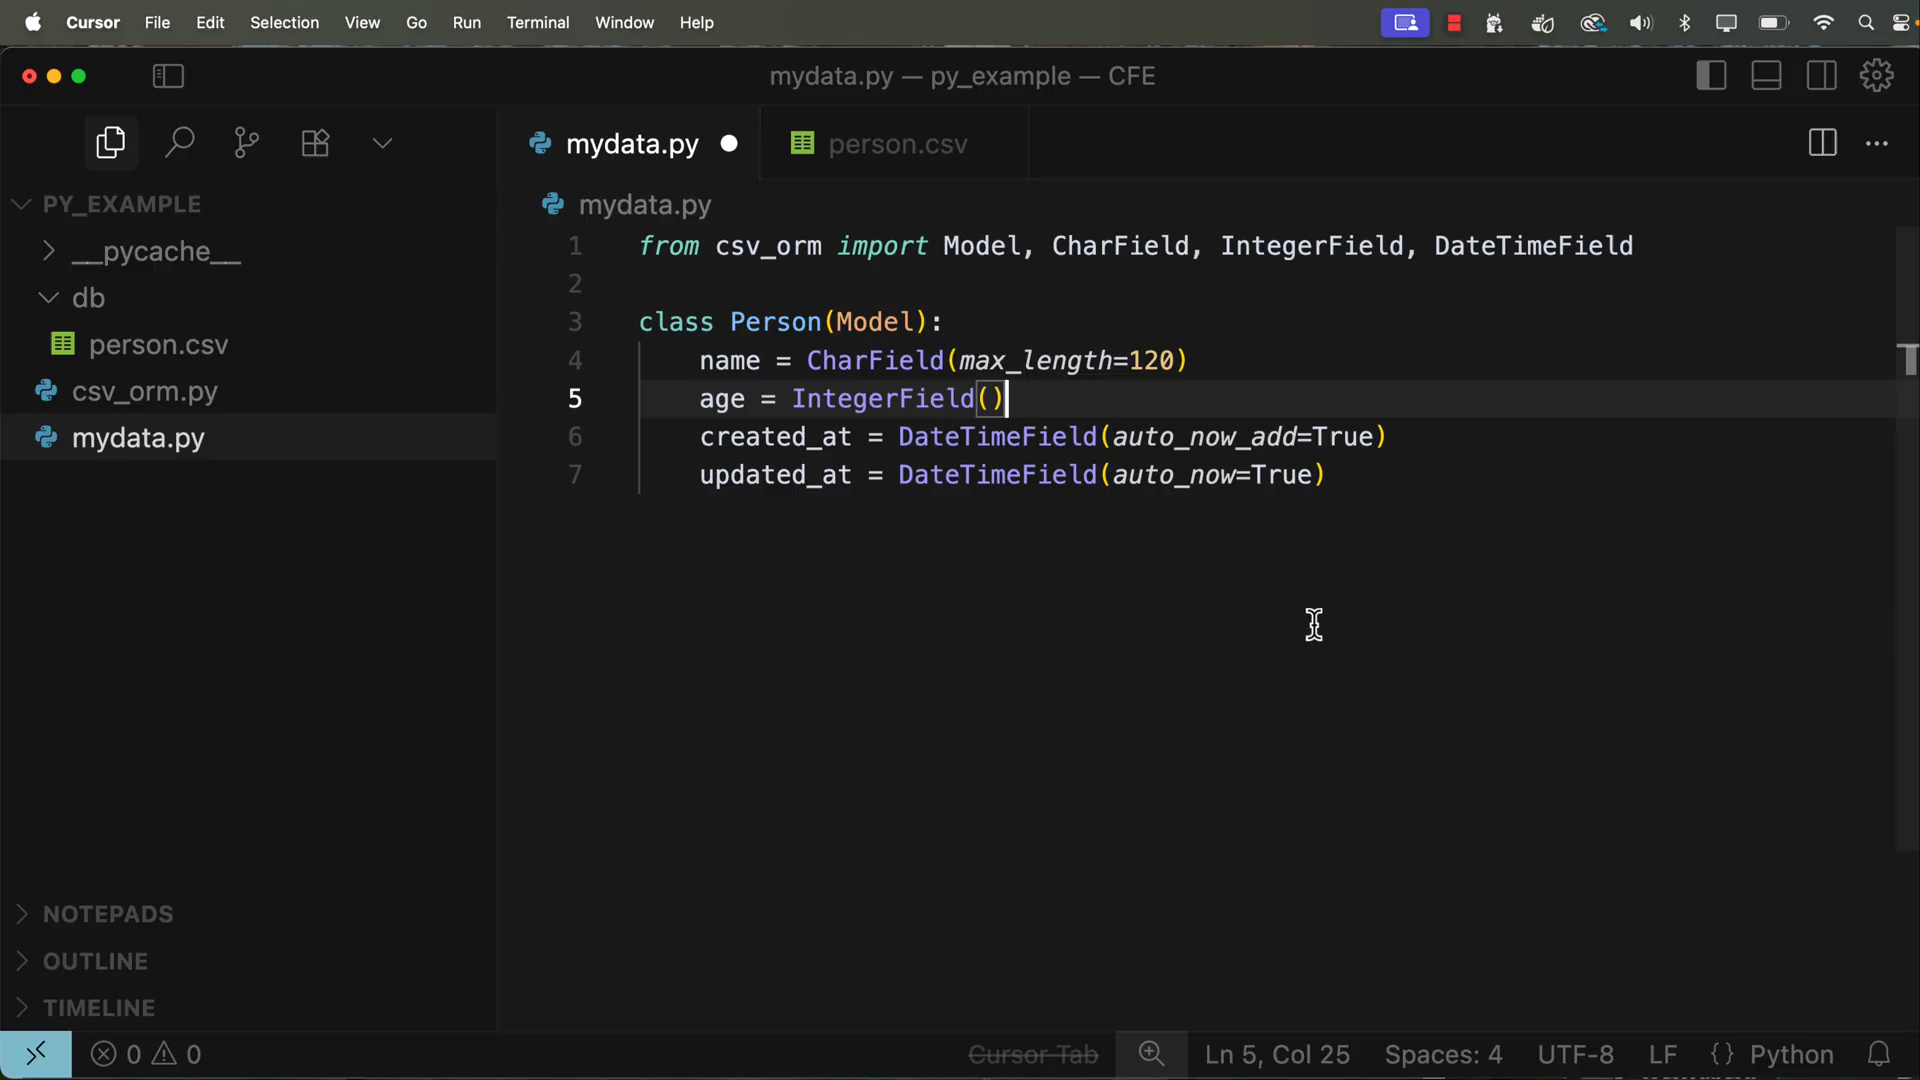 Cursor File Edit Selection View Go Run Terminal Window Help
mydata.py — py_example — CFE
mydata.py person.csv
PY_EXAMPLE
__pycache__
db
person.csv
csv_orm.py
mydata.py
NOTEPADS
OUTLINE
TIMELINE
mydata.py
1 from csv_orm import Model, CharField, IntegerField, DateTimeField
2
3 class Person(Model):
4 name = CharField(max_length=120)
5 age = IntegerField()
6 created_at = DateTimeField(auto_now_add=True)
7 updated_at = DateTimeField(auto_now=True)
0 0 Cursor Tab Ln 5, Col 25 Spaces: 4 UTF-8 LF {} Python